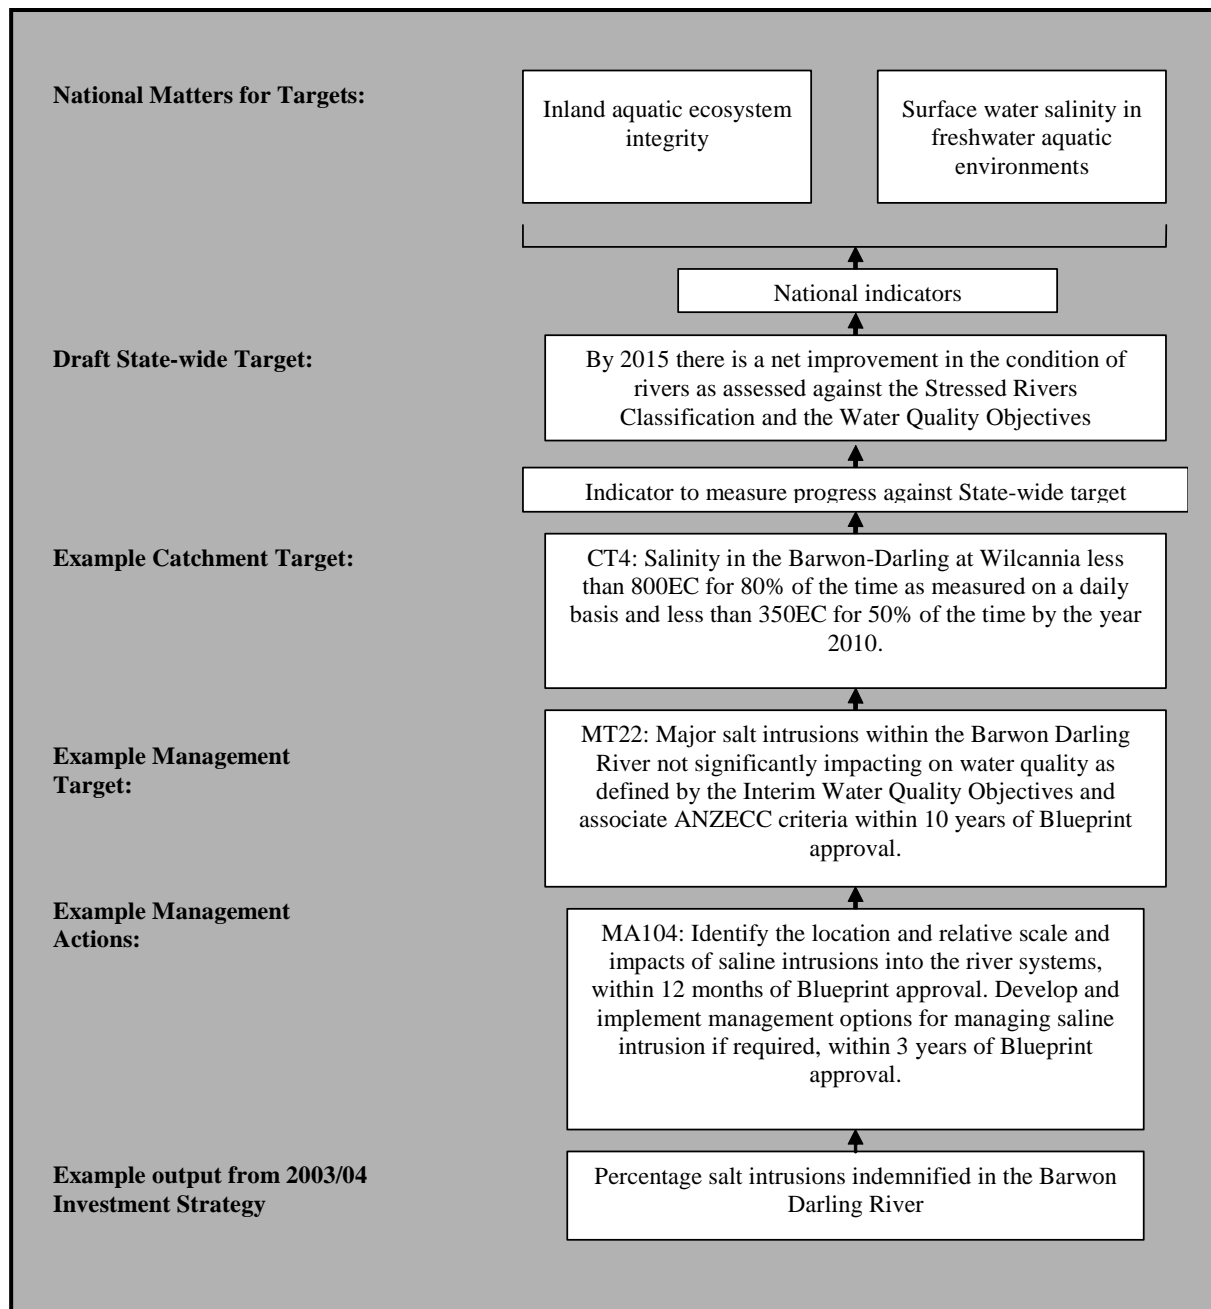 National Matters for Targets:
Inland aquatic ecosystem
integrity
Surface water salinity in
freshwater aquatic
environments
National indicators
Draft State-wide Target:
By 2015 there is a net improvement in the condition of
rivers as assessed against the Stressed Rivers
Classification and the Water Quality Objectives
Indicator to measure progress against State-wide target
Example Catchment Target:
CT4: Salinity in the Barwon-Darling at Wilcannia less
than 800EC for 80% of the time as measured on a daily
basis and less than 350EC for 50% of the time by the year
2010.
Example Management
Target:
MT22: Major salt intrusions within the Barwon Darling
River not significantly impacting on water quality as
defined by the Interim Water Quality Objectives and
associate ANZECC criteria within 10 years of Blueprint
approval.
Example Management
Actions:
MA104: Identify the location and relative scale and
impacts of saline intrusions into the river systems,
within 12 months of Blueprint approval. Develop and
implement management options for managing saline
intrusion if required, within 3 years of Blueprint
approval.
Example output from 2003/04
Investment Strategy
Percentage salt intrusions indemnified in the Barwon
Darling River